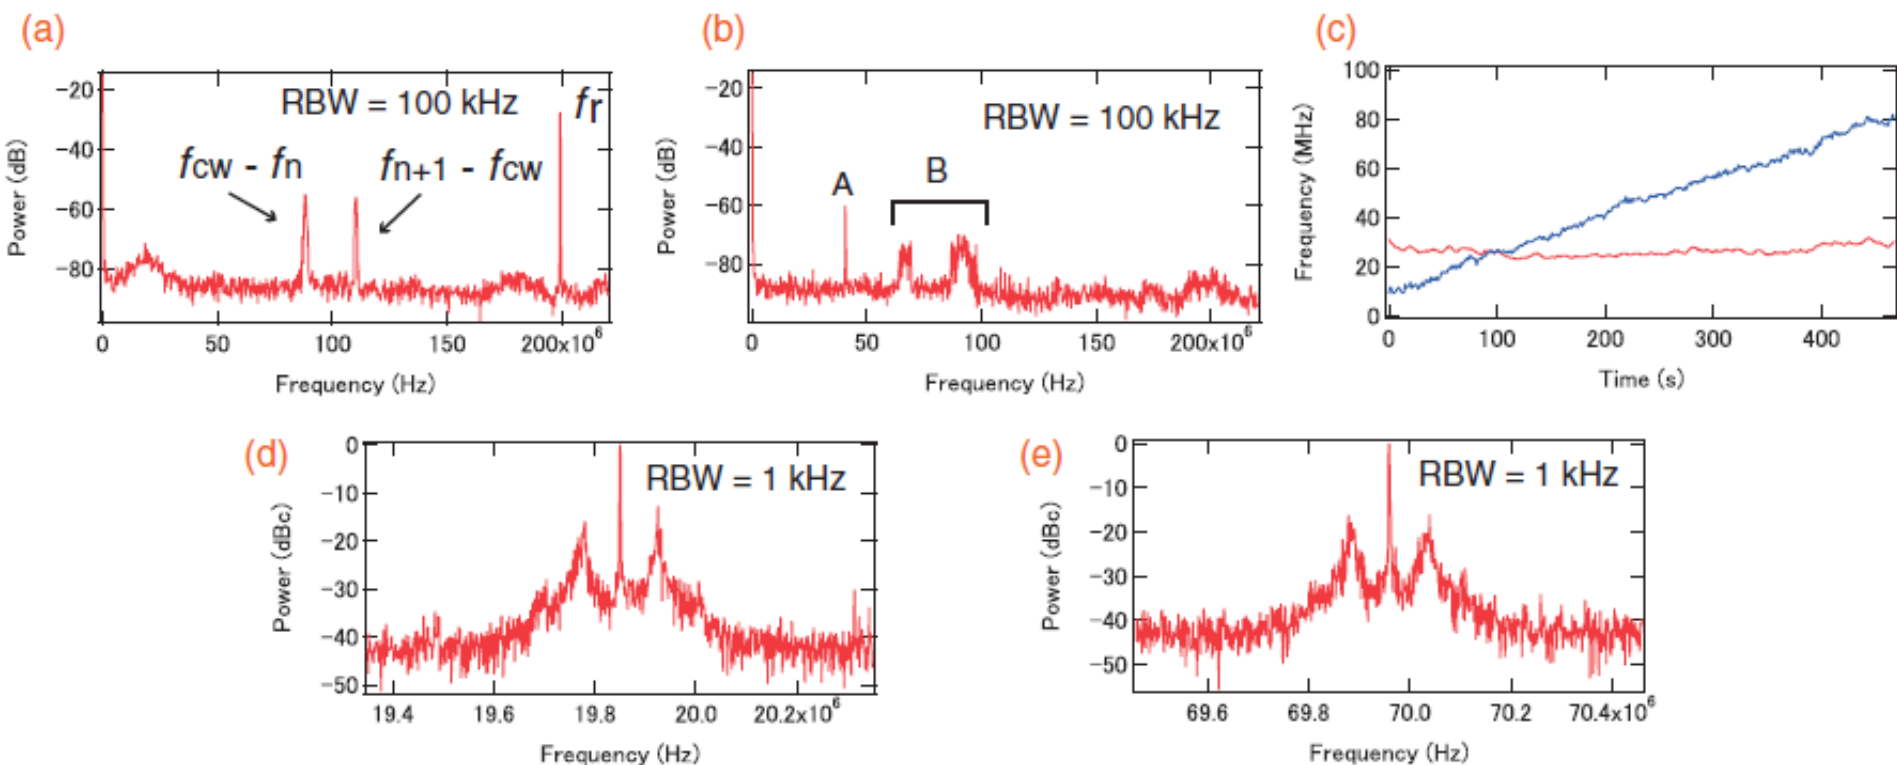 (a)
−20
−40
−60
−80
Power (dB)
RBW = 100 kHz
fr
fcw - fn
fn+1 - fcw
0 50 100 150 200x10⁶
Frequency (Hz)
(b)
−20
−40
−60
−80
Power (dB)
RBW = 100 kHz
A
B
0 50 100 150 200x10⁶
Frequency (Hz)
(c)
100
80
60
40
20
0
Frequency (MHz)
0 100 200 300 400
Time (s)
(d)
0
−10
−20
−30
−40
−50
Power (dBc)
RBW = 1 kHz
19.4 19.6 19.8 20.0 20.2x10⁶
Frequency (Hz)
(e)
0
−10
−20
−30
−40
−50
Power (dBc)
RBW = 1 kHz
69.6 69.8 70.0 70.2 70.4x10⁶
Frequency (Hz)